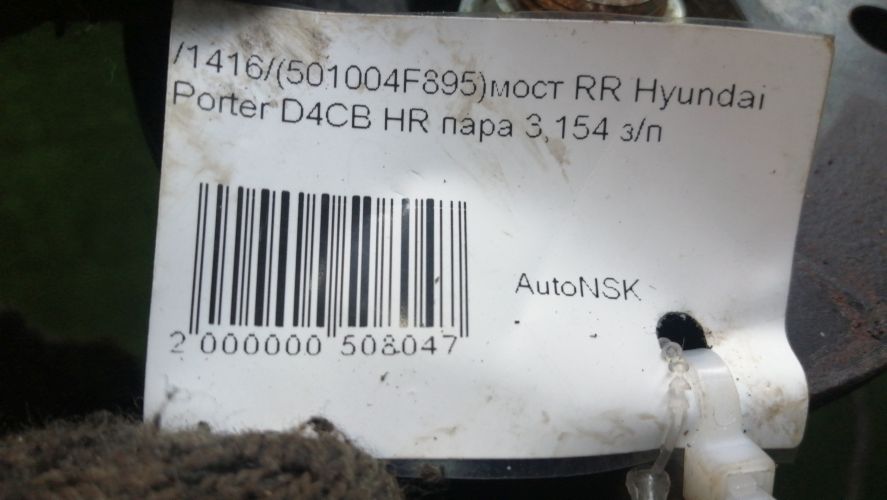 /1416/(501004F895)мост RR Hyundai
Porter D4CB HR пара 3,154 з/п
AutoNSK
2 000000 508047